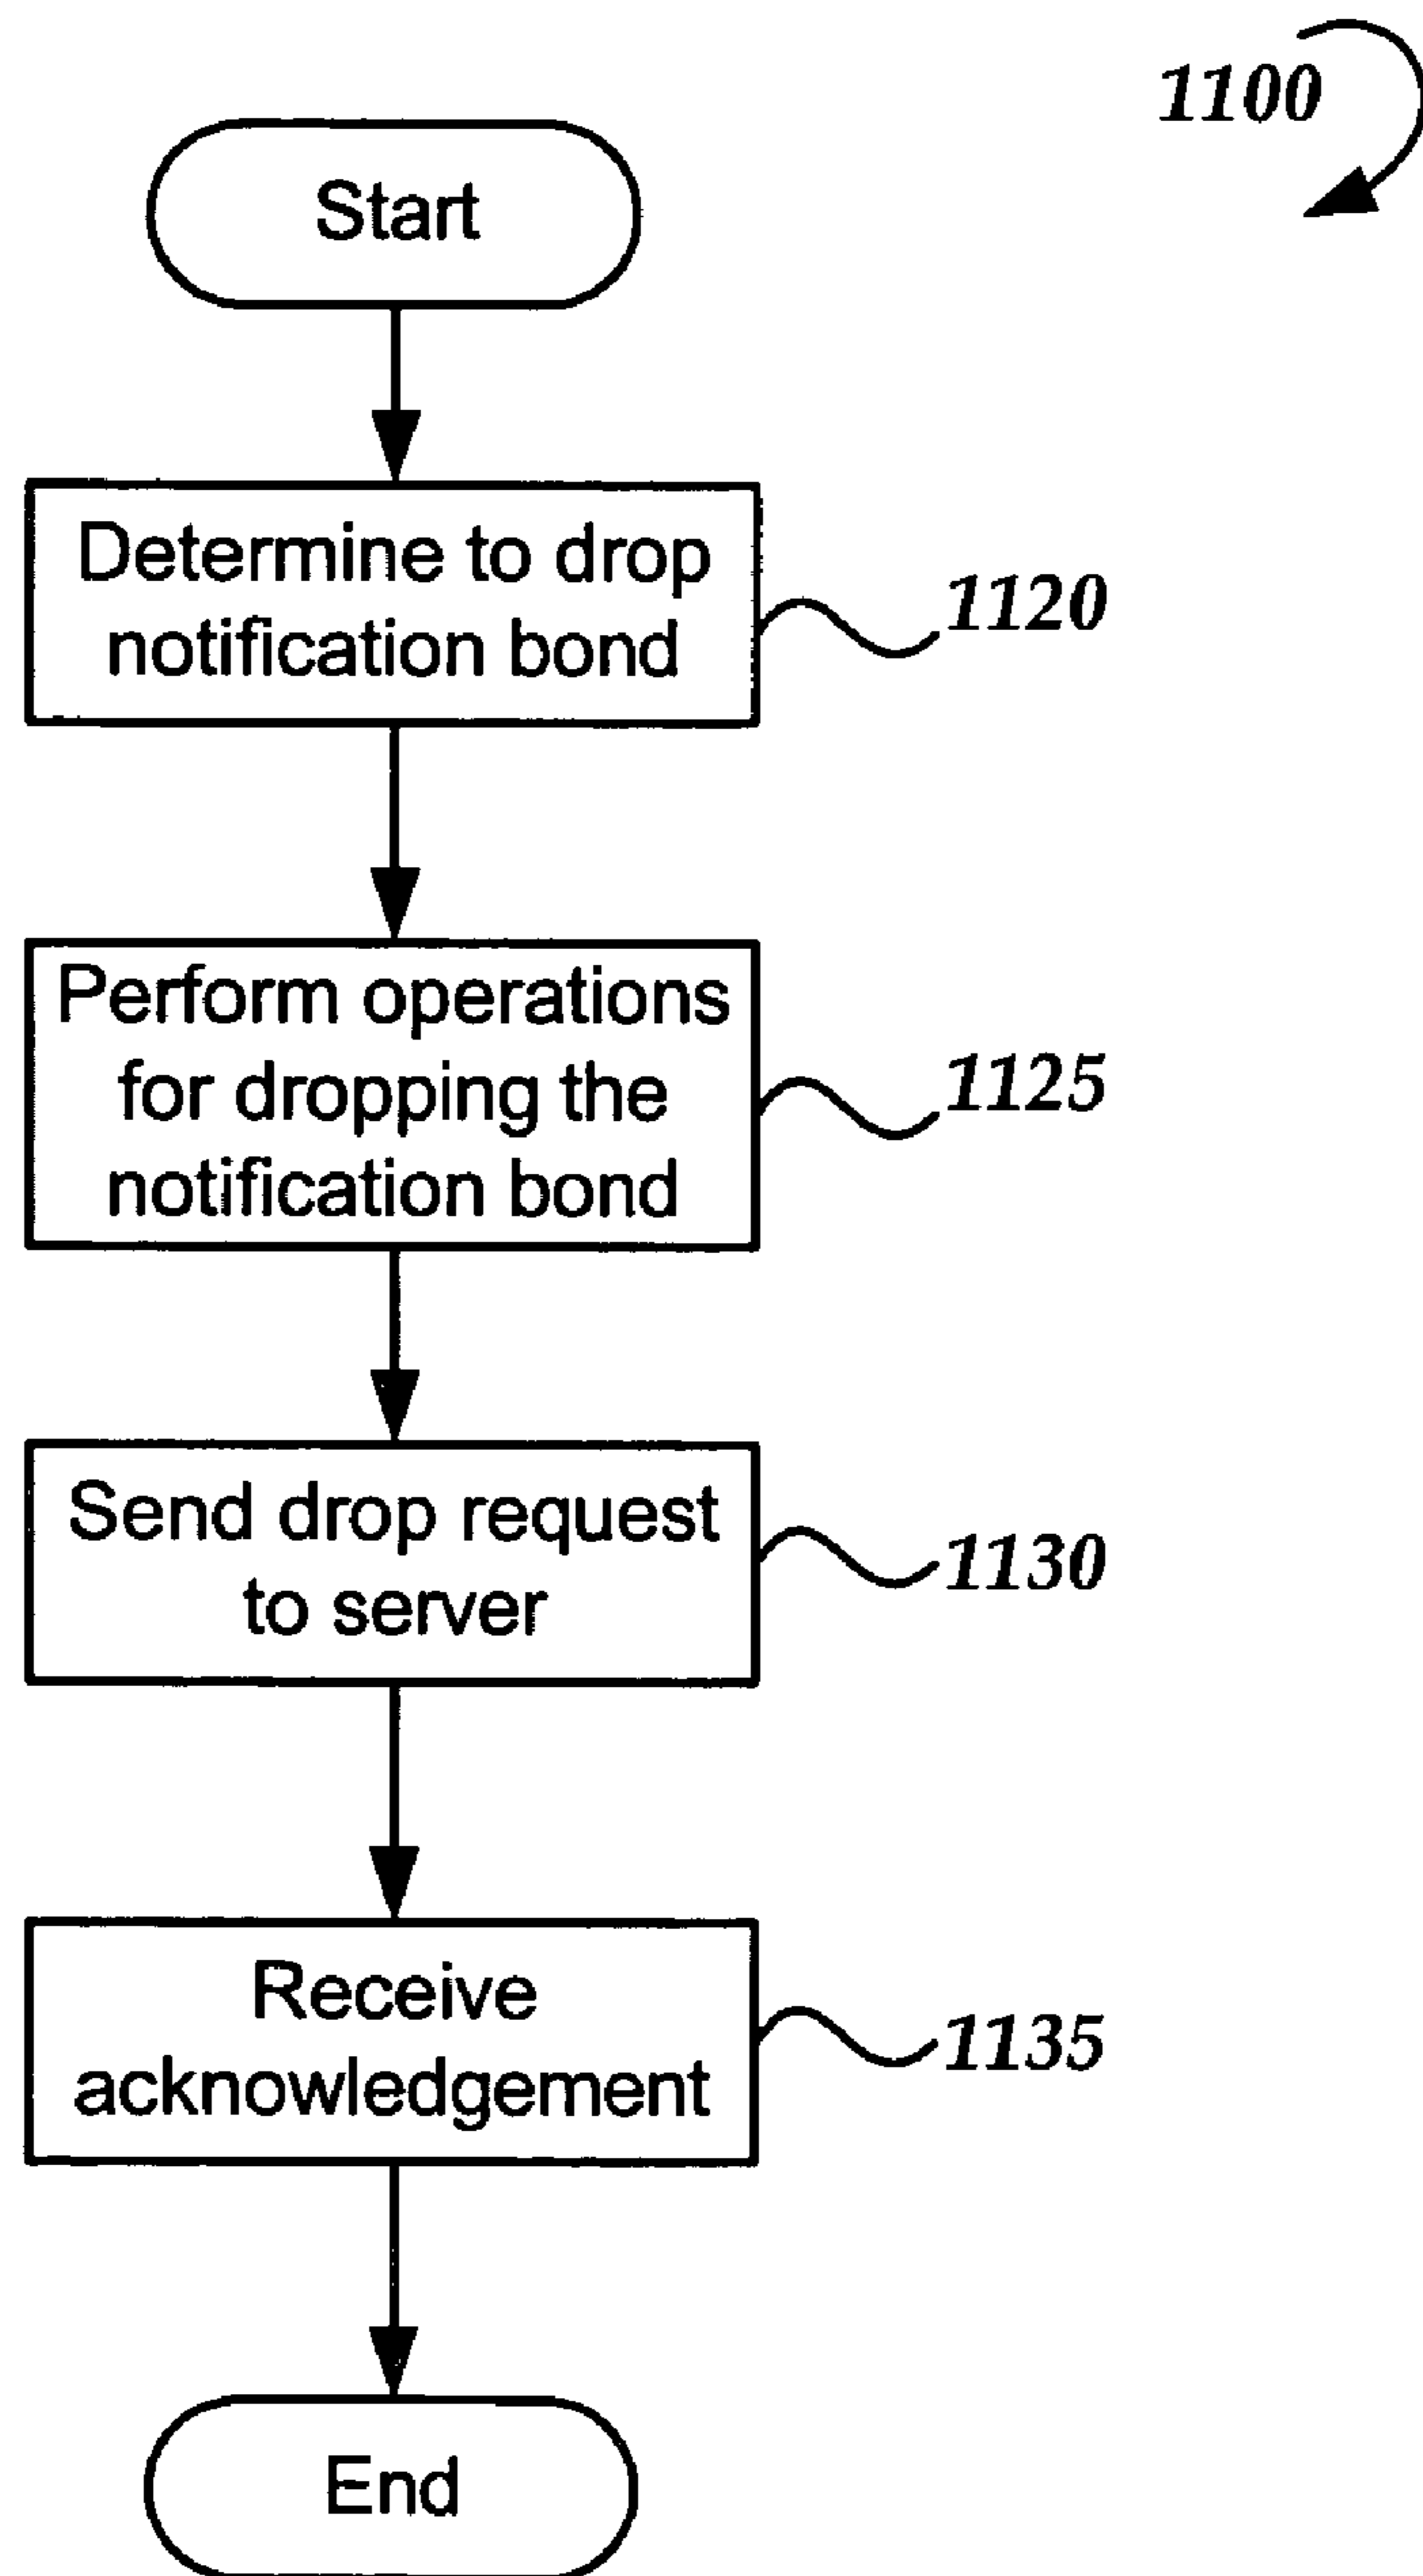 1100
Start
Determine to drop
notification bond
1120
Perform operations
for dropping the
notification bond
1125
Send drop request
to server
1130
Receive
acknowledgement
1135
End